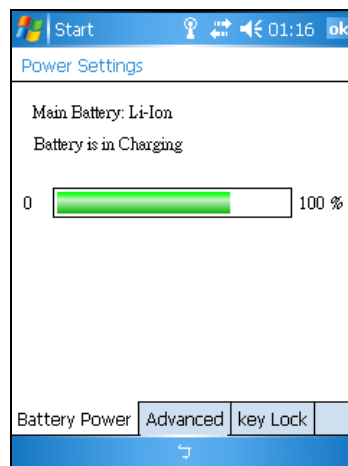 Start 01:16 ok
Power Settings
Main Battery: Li-Ion
Battery is in Charging
0 100 %
Battery Power Advanced key Lock